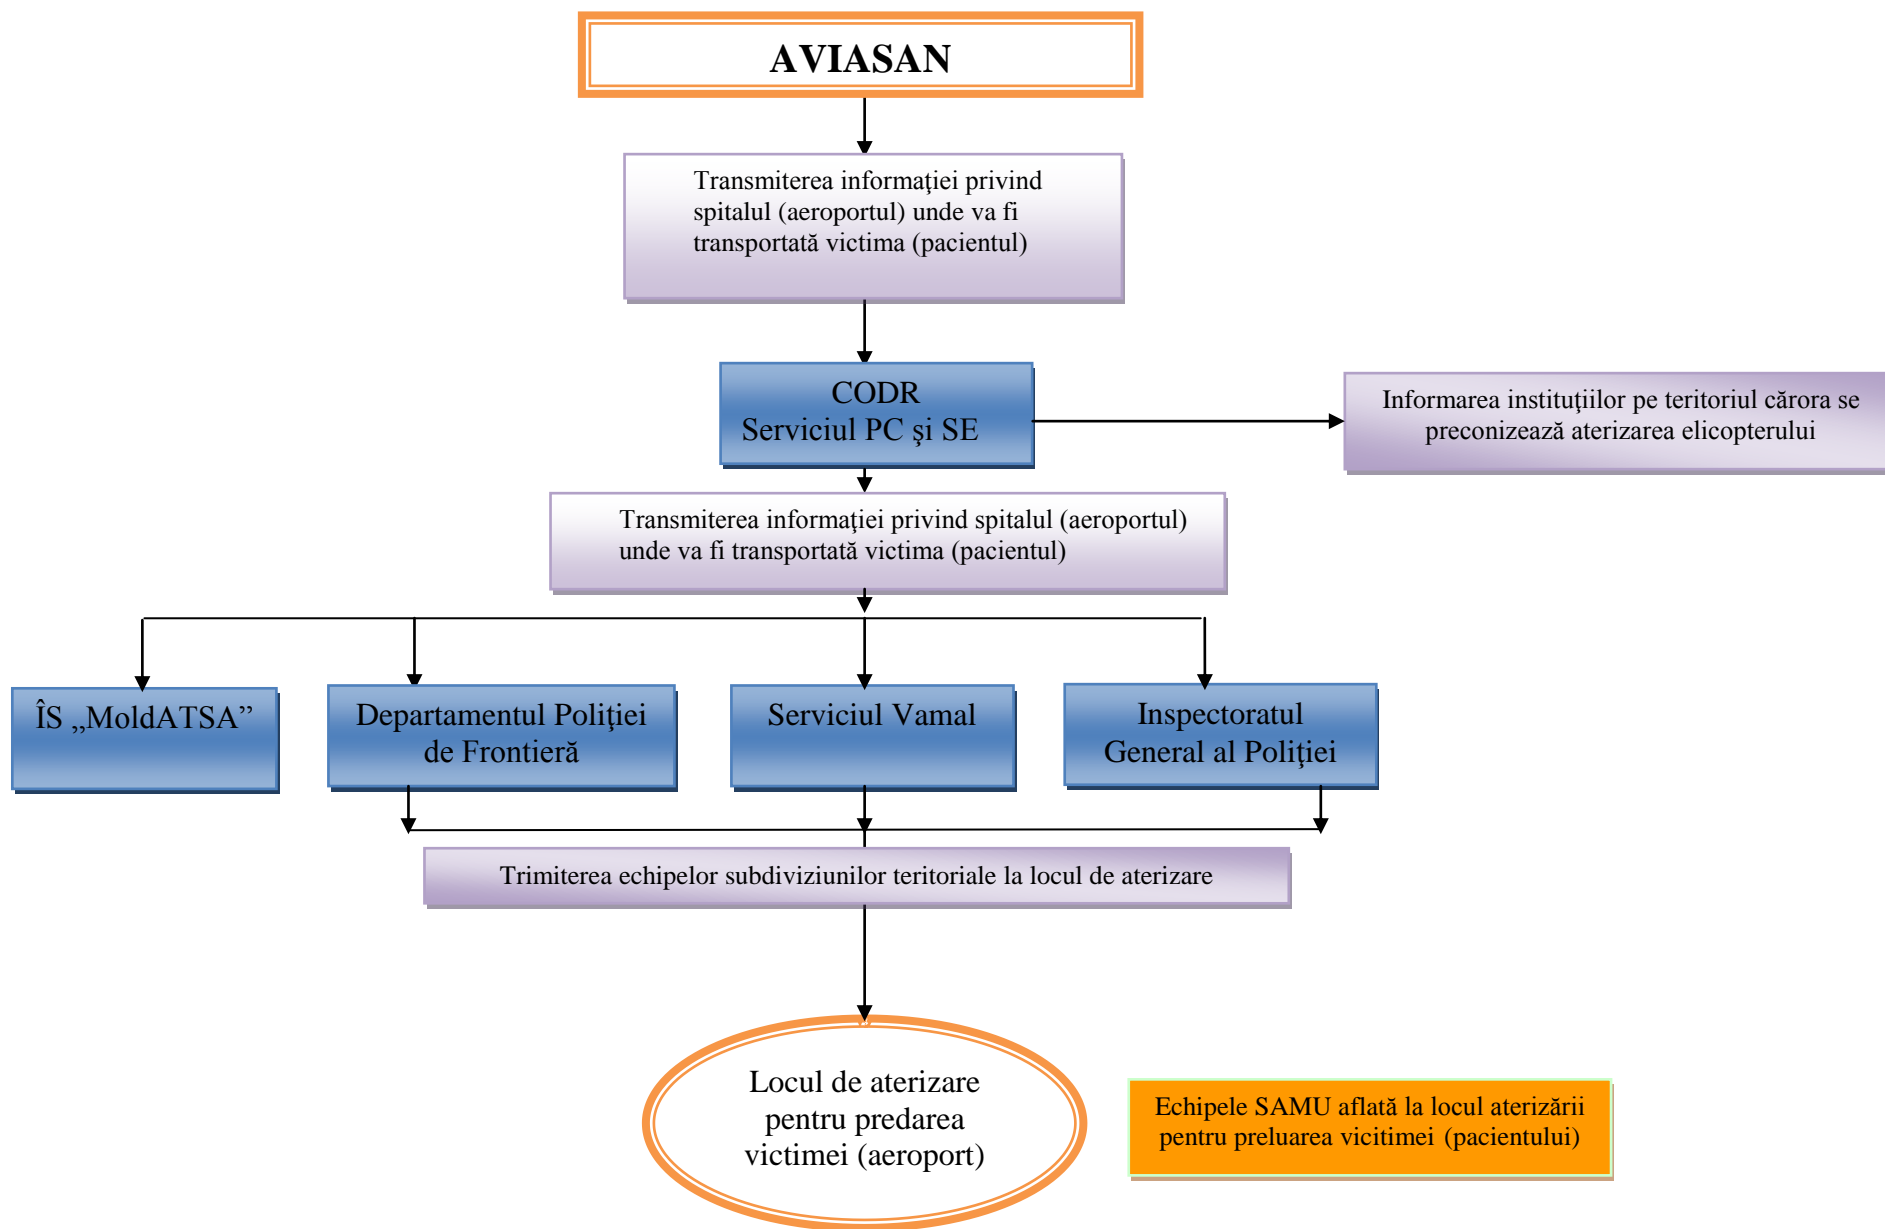 AVIASAN
Transmiterea informaţiei privind
spitalul (aeroportul) unde va fi
transportată victima (pacientul)
CODR
Serviciul PC şi SE
Informarea instituţiilor pe teritoriul cărora se
preconizează aterizarea elicopterului
Transmiterea informaţiei privind spitalul (aeroportul)
unde va fi transportată victima (pacientul)
ÎS „MoldATSA”
Departamentul Poliţiei
de Frontieră
Serviciul Vamal
Inspectoratul
General al Poliţiei
Trimiterea echipelor subdiviziunilor teritoriale la locul de aterizare
Locul de aterizare
pentru predarea
victimei (aeroport)
Echipele SAMU aflată la locul aterizării
pentru preluarea vicitimei (pacientului)